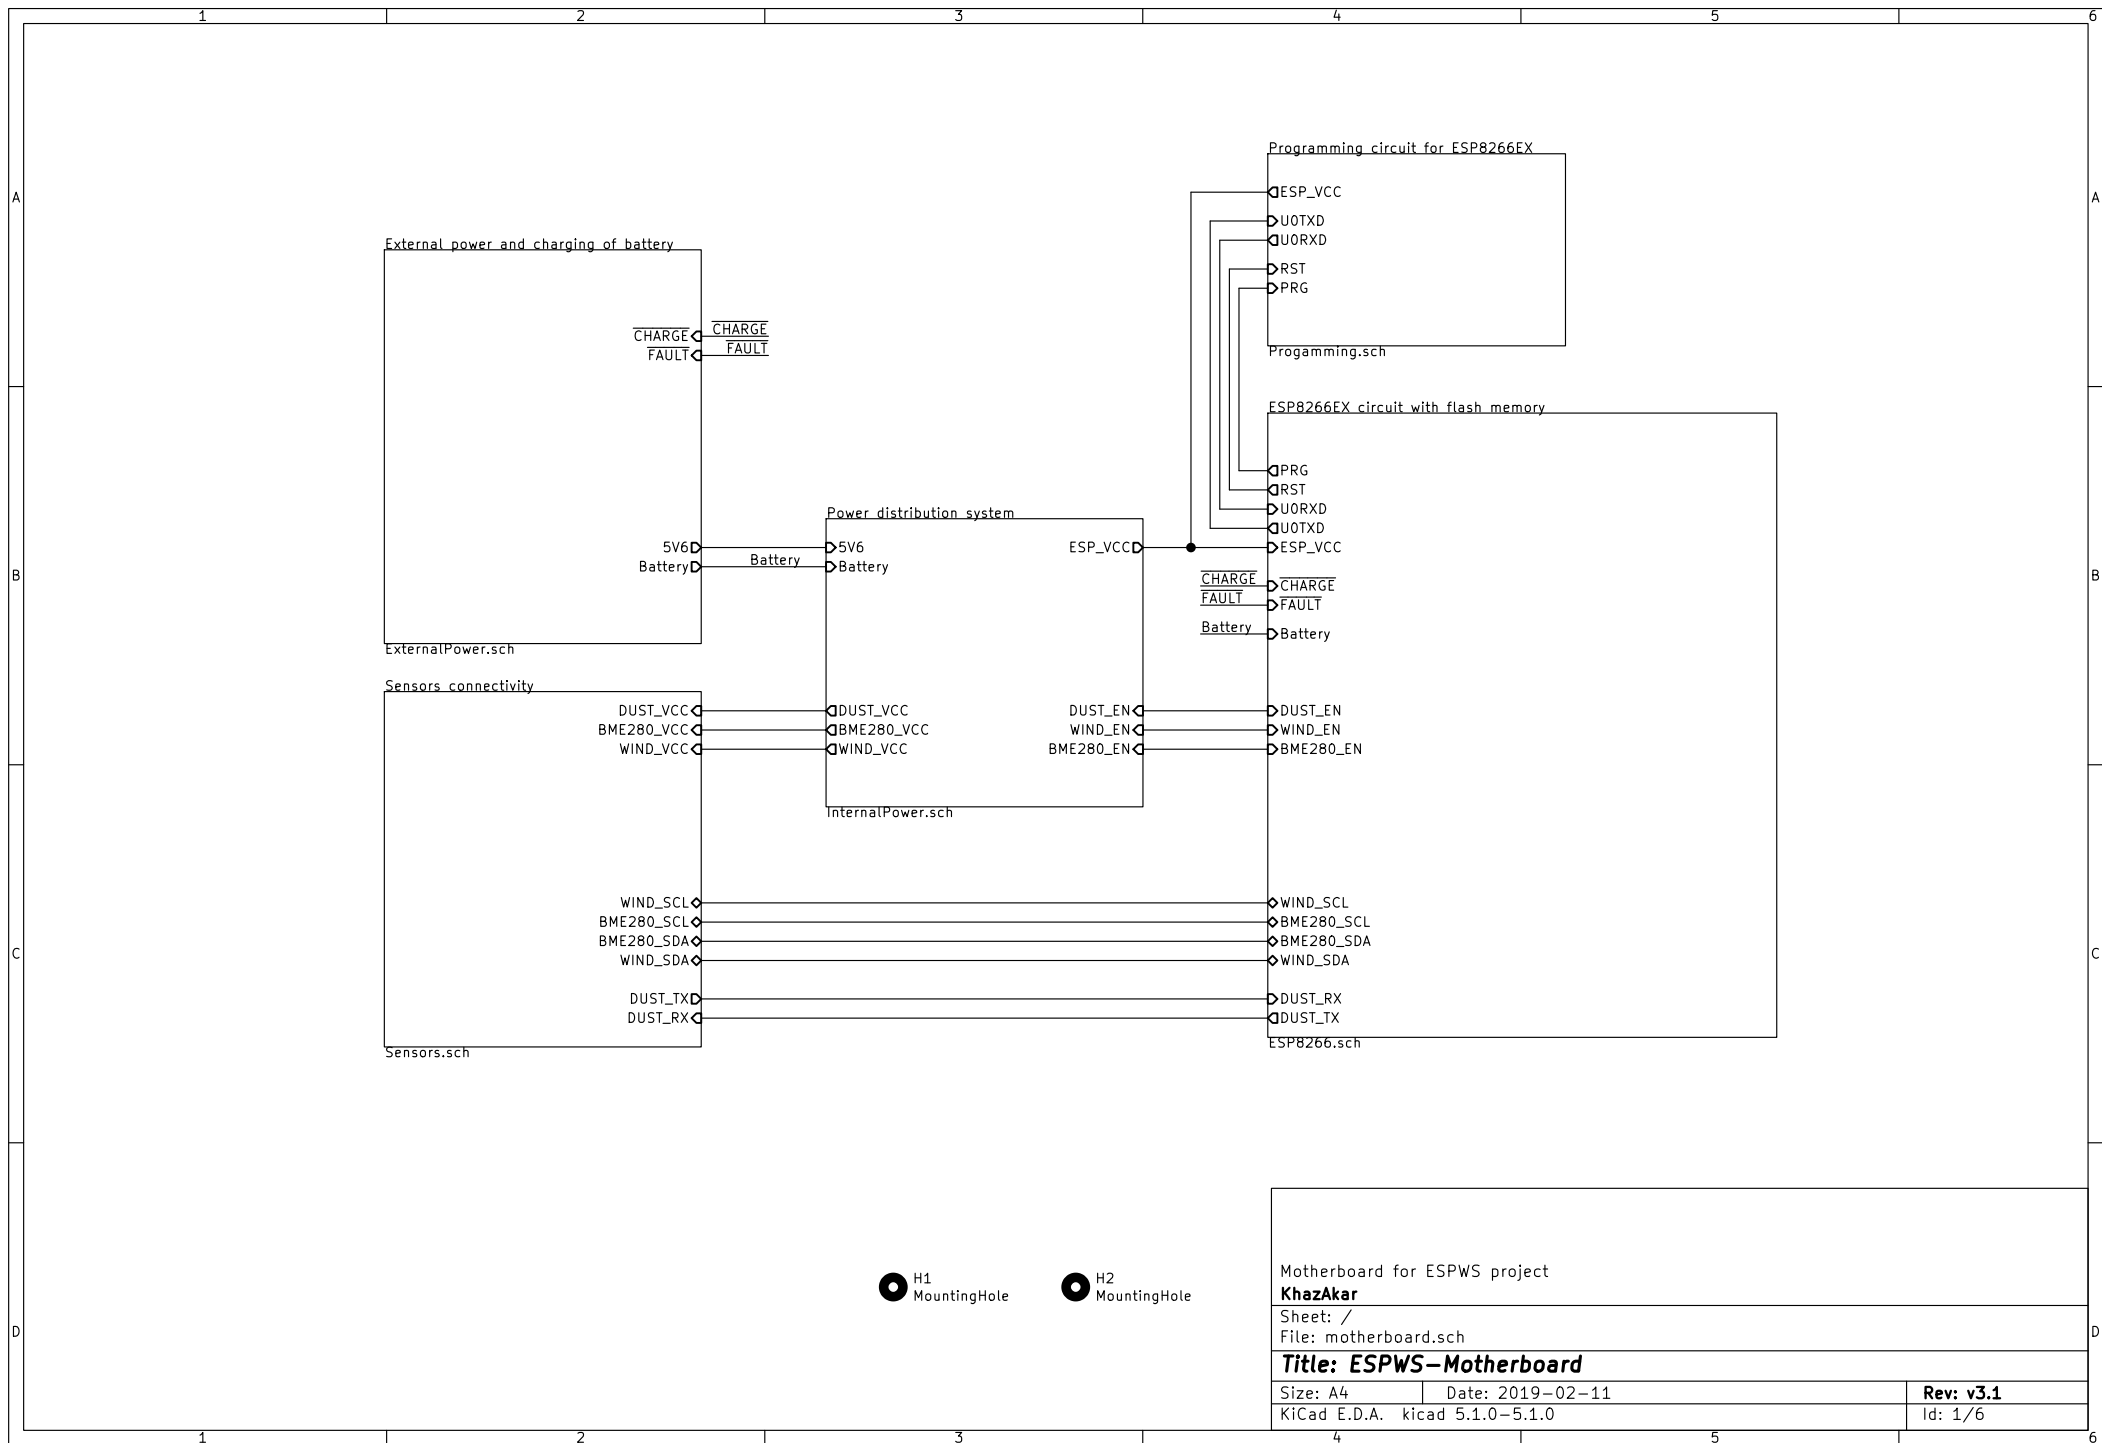 1 2 3 4 5 6
A A
B B
C C
D D
Programming circuit for ESP8266EX
ESP_VCC
U0TXD
U0RXD
RST
PRG
Progamming.sch
External power and charging of battery
CHARGE CHARGE
FAULT FAULT
5V6
Battery
Battery
ExternalPower.sch
Power distribution system
5V6
Battery
ESP_VCC
DUST_VCC
BME280_VCC
WIND_VCC
DUST_EN
WIND_EN
BME280_EN
InternalPower.sch
ESP8266EX circuit with flash memory
PRG
RST
U0RXD
U0TXD
ESP_VCC
CHARGE CHARGE
FAULT FAULT
Battery Battery
DUST_EN
WIND_EN
BME280_EN
WIND_SCL
BME280_SCL
BME280_SDA
WIND_SDA
DUST_RX
DUST_TX
ESP8266.sch
Sensors connectivity
DUST_VCC
BME280_VCC
WIND_VCC
WIND_SCL
BME280_SCL
BME280_SDA
WIND_SDA
DUST_TX
DUST_RX
Sensors.sch
H1
MountingHole
H2
MountingHole
Motherboard for ESPWS project
KhazAkar
Sheet: /
File: motherboard.sch
Title: ESPWS-Motherboard
Size: A4 Date: 2019-02-11 Rev: v3.1
KiCad E.D.A. kicad 5.1.0-5.1.0 Id: 1/6
1 2 3 4 5 6